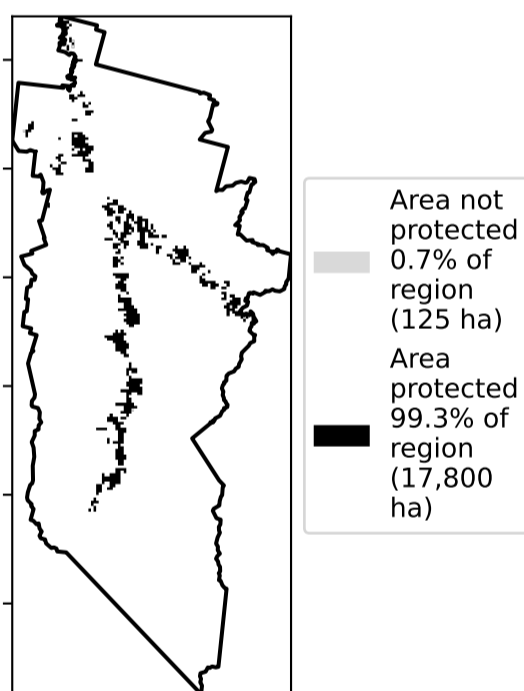 Area not
protected
0.7% of
region
(125 ha)
Area
protected
99.3% of
region
(17,800
ha)